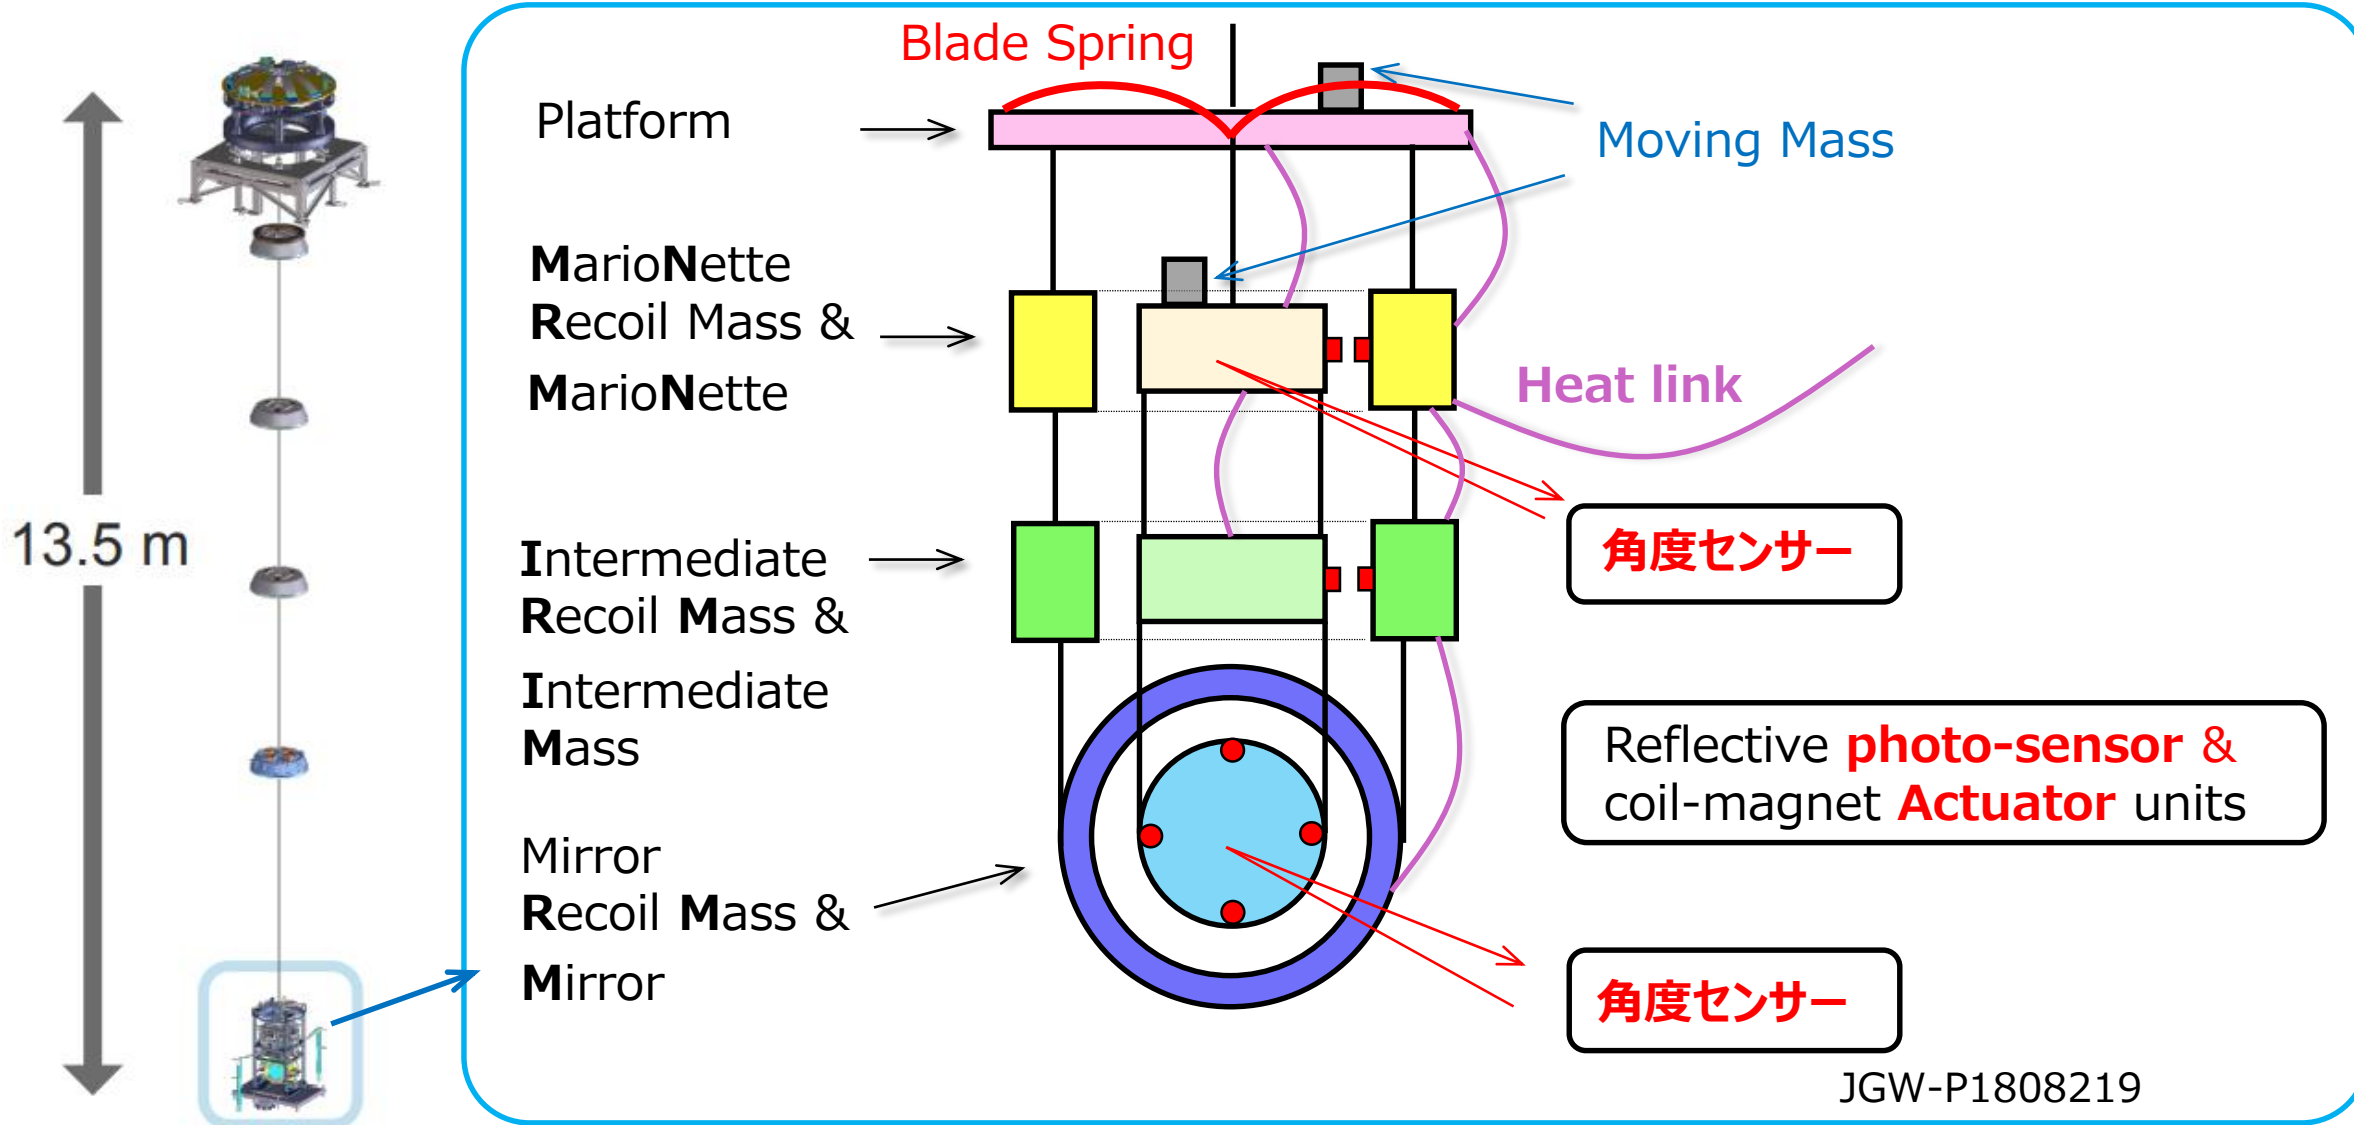 13.5 m
Blade Spring
Platform
Moving Mass
MarioNette
Recoil Mass &
MarioNette
Heat link
角度センサー
Intermediate
Recoil Mass &
Intermediate
Mass
Reflective photo-sensor &
coil-magnet Actuator units
Mirror
Recoil Mass &
Mirror
角度センサー
JGW-P1808219